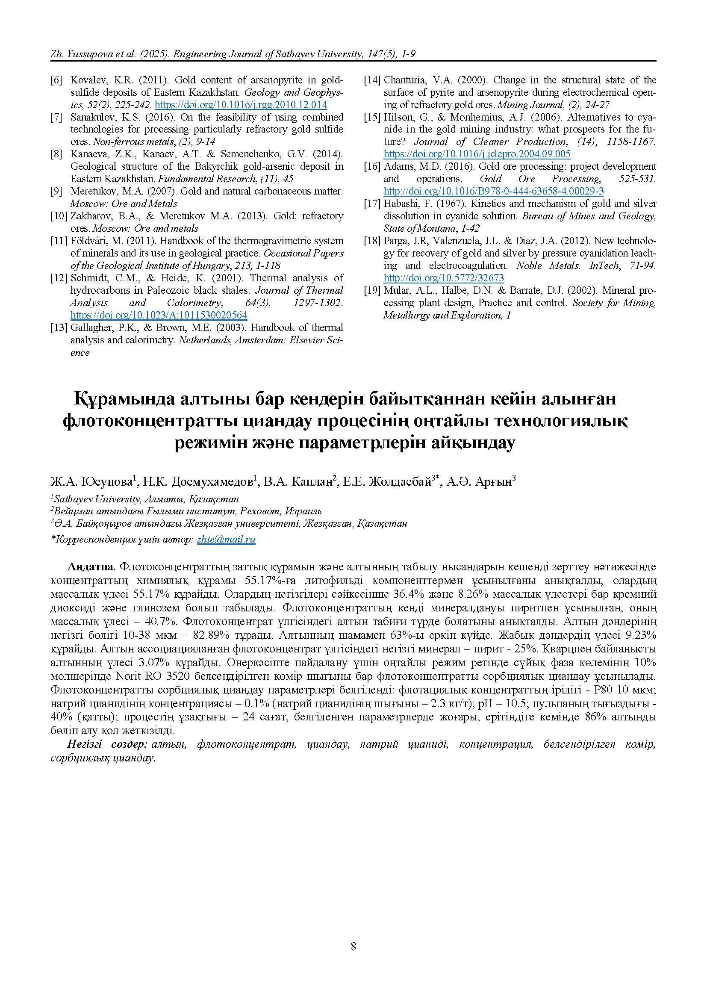 Zh. Yussupova et al. (2025). Engineering Journal of Satbayev University, 147(5), 1-9
[6] Kovalev, K.R. (2011). Gold content of arsenopyrite in gold-
sulfide deposits of Eastern Kazakhstan. Geology and Geophys-
ics, 52(2), 225-242. https://doi.org/10.1016/j.rgg.2010.12.014
[7] Sanakulov, K.S. (2016). On the feasibility of using combined
technologies for processing particularly refractory gold sulfide
ores. Non-ferrous metals, (2), 9-14
[8] Kanaeva, Z.K., Kanaev, A.T. & Semenchenko, G.V. (2014).
Geological structure of the Bakyrchik gold-arsenic deposit in
Eastern Kazakhstan. Fundamental Research, (11), 45
[9] Meretukov, M.A. (2007). Gold and natural carbonaceous matter.
Moscow: Ore and Metals
[10] Zakharov, B.A., & Meretukov M.A. (2013). Gold: refractory
ores. Moscow: Ore and metals
[11] Földvári, M. (2011). Handbook of the thermogravimetric system
of minerals and its use in geological practice. Occasional Papers
of the Geological Institute of Hungary, 213, 1-118
[12] Schmidt, C.M., & Heide, K. (2001). Thermal analysis of
hydrocarbons in Paleozoic black shales. Journal of Thermal
Analysis and Calorimetry, 64(3), 1297-1302.
https://doi.org/10.1023/A:1011530020564
[13] Gallagher, P.K., & Brown, M.E. (2003). Handbook of thermal
analysis and calorimetry. Netherlands, Amsterdam: Elsevier Sci-
ence
[14] Chanturia, V.A. (2000). Change in the structural state of the
surface of pyrite and arsenopyrite during electrochemical open-
ing of refractory gold ores. Mining Journal, (2), 24-27
[15] Hilson, G., & Monhemius, A.J. (2006). Alternatives to cya-
nide in the gold mining industry: what prospects for the fu-
ture? Journal of Cleaner Production, (14), 1158-1167.
https://doi.org/10.1016/j.jclepro.2004.09.005
[16] Adams, M.D. (2016). Gold ore processing: project development
and operations. Gold Ore Processing, 525-531.
http://doi.org/10.1016/B978-0-444-63658-4.00029-3
[17] Habashi, F. (1967). Kinetics and mechanism of gold and silver
dissolution in cyanide solution. Bureau of Mines and Geology,
State of Montana, 1-42
[18] Parga, J.R, Valenzuela, J.L. & Diaz, J.A. (2012). New technolo-
gy for recovery of gold and silver by pressure cyanidation leach-
ing and electrocoagulation. Noble Metals. InTech, 71-94.
http://doi.org/10.5772/32673
[19] Mular, A.L., Halbe, D.N. & Barrate, D.J. (2002). Mineral pro-
cessing plant design, Practice and control. Society for Mining,
Metallurgy and Exploration, 1
Құрамында алтыны бар кендерін байытқаннан кейін алынған
флотоконцентратты циандау процесінің оңтайлы технологиялық
режимін және параметрлерін айқындау
Ж.А. Юсупова1, Н.К. Досмухамедов1, В.А. Каплан2, Е.Е. Жолдасбай3*, А.Ә. Арғын3
1Satbayev University, Алматы, Қазақстан
2Вейцман атындағы Ғылыми институт, Реховот, Израиль
3Ө.А. Байқоңыров атындағы Жезқазған университеті, Жезқазған, Қазақстан
*Корреспонденция үшін автор: zhte@mail.ru
Аңдатпа. Флотоконцентраттың заттық құрамын және алтынның табылу нысандарын кешенді зерттеу нәтижесінде
концентраттың химиялық құрамы 55.17%-ға литофильді компоненттермен ұсынылғаны анықталды, олардың
массалық үлесі 55.17% құрайды. Олардың негізгілері сәйкесінше 36.4% және 8.26% массалық үлестері бар кремний
диоксиді және глинозем болып табылады. Флотоконцентраттың кенді минералдануы пиритпен ұсынылған, оның
массалық үлесі – 40.7%. Флотоконцентрат үлгісіндегі алтын табиғи түрде болатыны анықталды. Алтын дәндерінің
негізгі бөлігі 10-38 мкм – 82.89% тұрады. Алтынның шамамен 63%-ы еркін күйде. Жабық дәндердің үлесі 9.23%
құрайды. Алтын ассоциацияланған флотоконцентрат үлгісіндегі негізгі минерал – пирит - 25%. Кварцпен байланысты
алтынның үлесі 3.07% құрайды. Өнеркәсіпте пайдалану үшін оңтайлы режим ретінде сұйық фаза көлемінің 10%
мөлшерінде Norit RO 3520 белсендірілген көмір шығыны бар флотоконцентратты сорбциялық циандау ұсынылады.
Флотоконцентратты сорбциялық циандау параметрлері белгіленді: флотациялық концентраттың ірілігі - P80 10 мкм;
натрий цианидінің концентрациясы – 0.1% (натрий цианидінің шығыны – 2.3 кг/т); pH – 10.5; пульпаның тығыздығы -
40% (қатты); процестің ұзақтығы – 24 сағат, белгіленген параметрлерде жоғары, ерітіндіге кемінде 86% алтынды
бөліп алу қол жеткізілді.
Негізгі сөздер: алтын, флотоконцентрат, циандау, натрий цианиді, концентрация, белсендірілген көмір,
сорбциялық циандау.
8